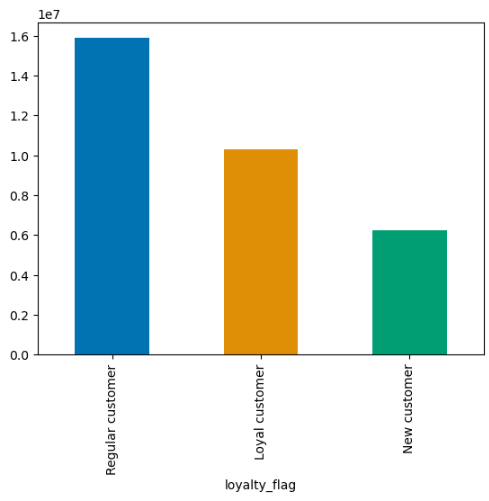 1e7
1.6
1.4
1.2
1.0
0.8
0.6
0.4
0.2
0.0
Regular customer
Loyal customer
New customer
loyalty_flag